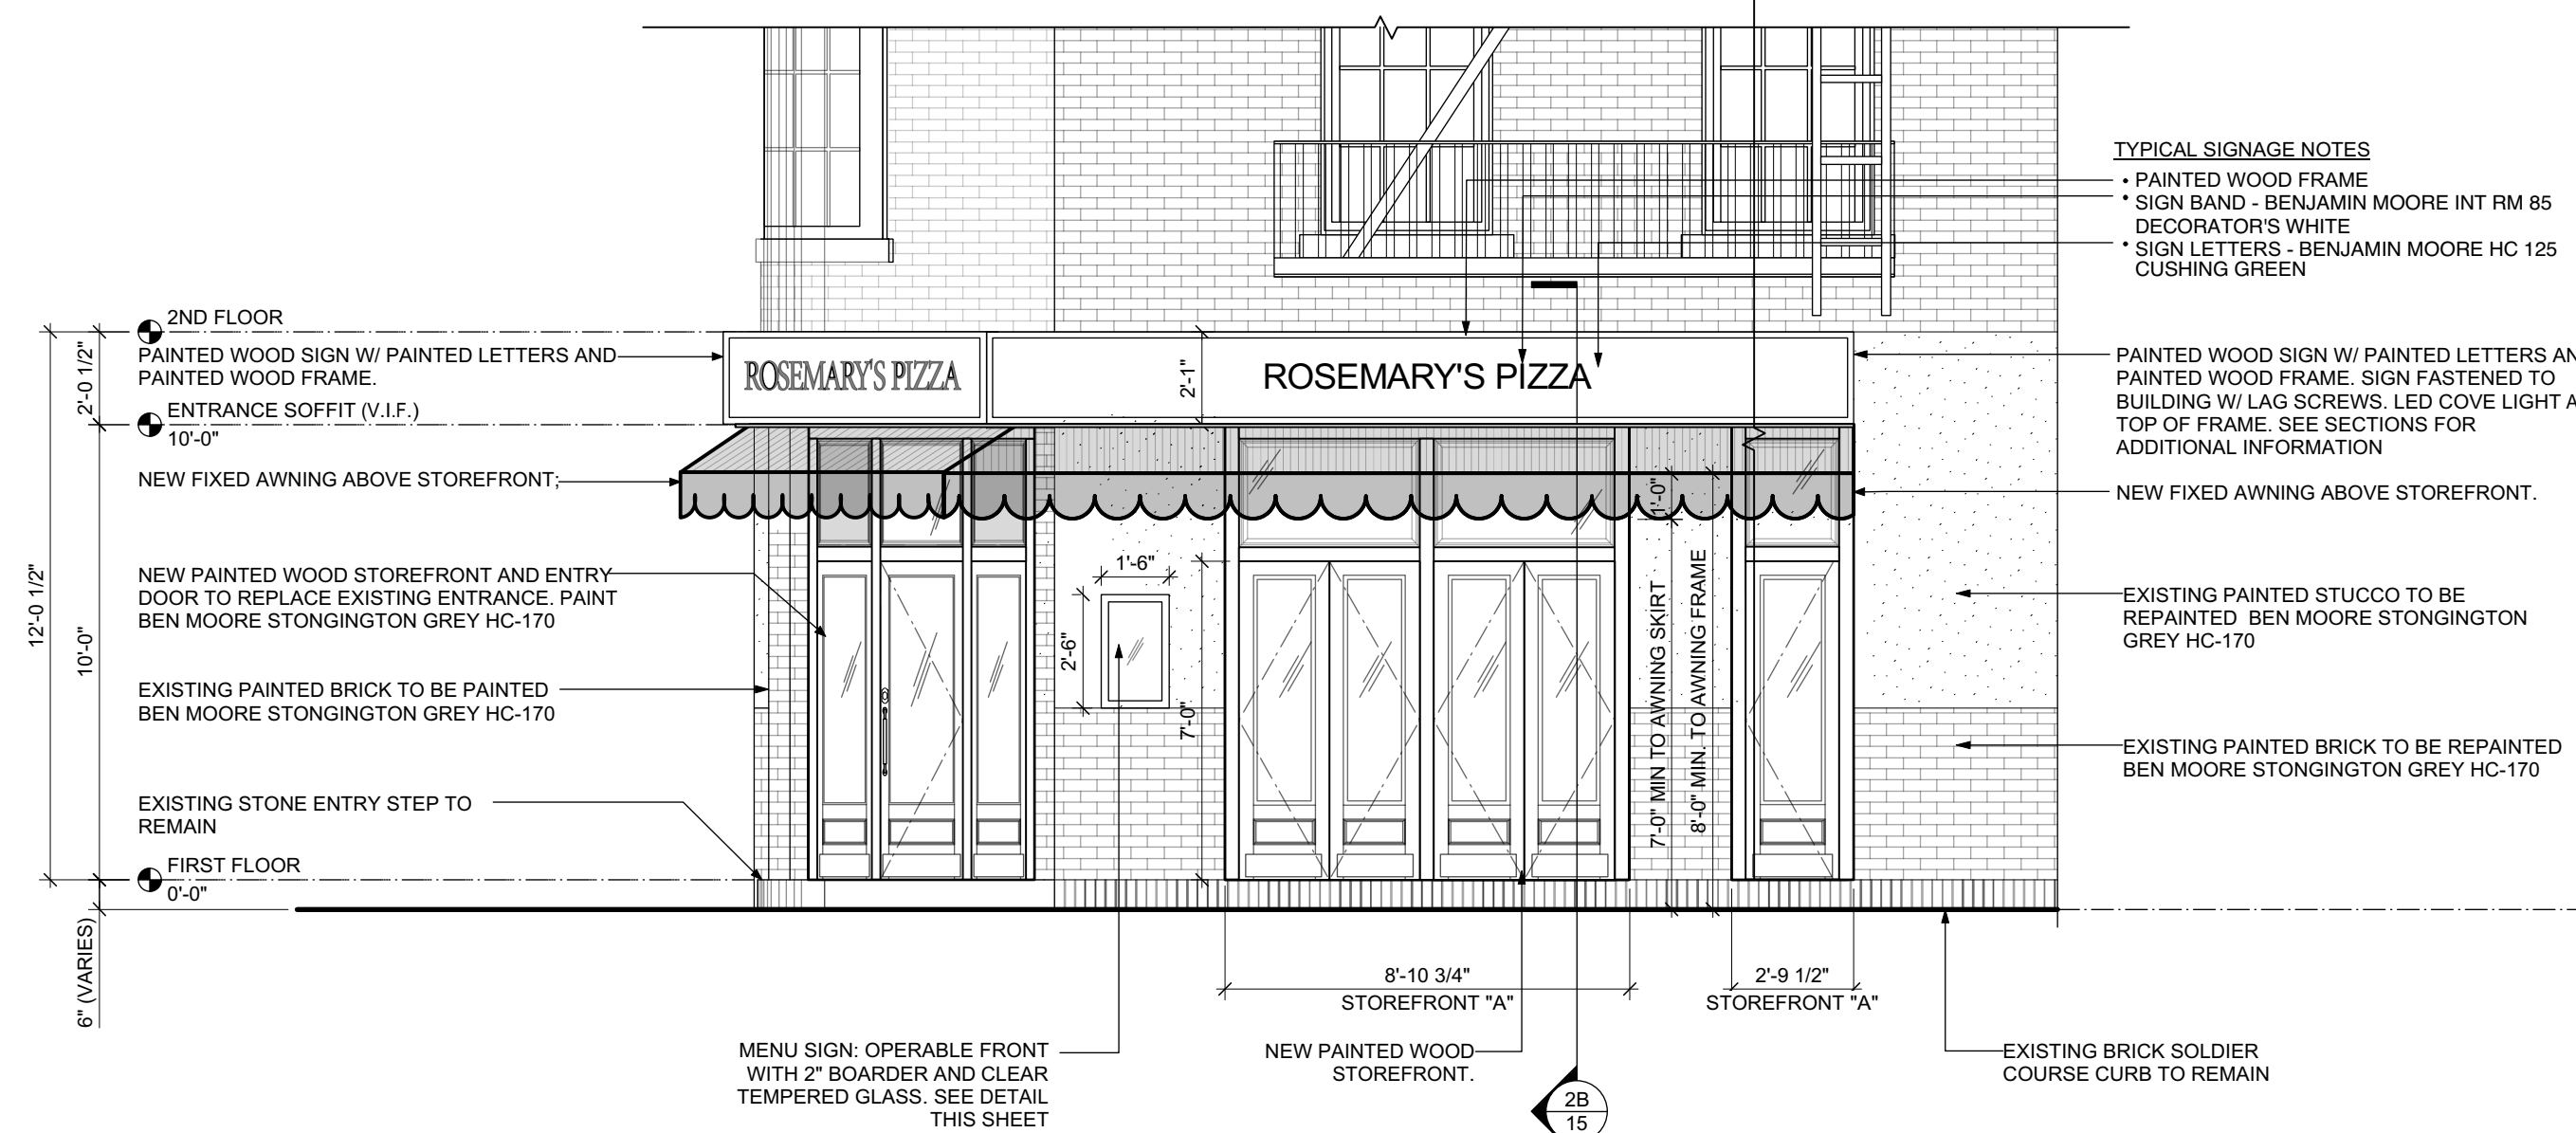 TYPICAL SIGNAGE NOTES
• PAINTED WOOD FRAME
• SIGN BAND - BENJAMIN MOORE INT RM 85
DECORATOR'S WHITE
• SIGN LETTERS - BENJAMIN MOORE HC 125
CUSHING GREEN
2ND FLOOR
PAINTED WOOD SIGN W/ PAINTED LETTERS AND
PAINTED WOOD FRAME.
ENTRANCE SOFFIT (V.I.F.)
10'-0"
NEW FIXED AWNING ABOVE STOREFRONT;
NEW PAINTED WOOD STOREFRONT AND ENTRY
DOOR TO REPLACE EXISTING ENTRANCE. PAINT
BEN MOORE STONGINGTON GREY HC-170
EXISTING PAINTED BRICK TO BE PAINTED
BEN MOORE STONGINGTON GREY HC-170
EXISTING STONE ENTRY STEP TO
REMAIN
FIRST FLOOR
0'-0"
12'-0 1/2"
2'-0 1/2"
10'-0"
6" (VARIES)
ROSEMARY'S PIZZA
2'-1"
ROSEMARY'S PIZZA
1'-6"
2'-6"
7'-0"
1'-0"
7'-0" MIN TO AWNING SKIRT
8'-0" MIN. TO AWNING FRAME
PAINTED WOOD SIGN W/ PAINTED LETTERS AN
PAINTED WOOD FRAME. SIGN FASTENED TO
BUILDING W/ LAG SCREWS. LED COVE LIGHT A
TOP OF FRAME. SEE SECTIONS FOR
ADDITIONAL INFORMATION
NEW FIXED AWNING ABOVE STOREFRONT.
EXISTING PAINTED STUCCO TO BE
REPAINTED BEN MOORE STONGINGTON
GREY HC-170
EXISTING PAINTED BRICK TO BE REPAINTED
BEN MOORE STONGINGTON GREY HC-170
8'-10 3/4"
STOREFRONT "A"
2'-9 1/2"
STOREFRONT "A"
MENU SIGN: OPERABLE FRONT
WITH 2" BOARDER AND CLEAR
TEMPERED GLASS. SEE DETAIL
THIS SHEET
NEW PAINTED WOOD
STOREFRONT.
2B
15
EXISTING BRICK SOLDIER
COURSE CURB TO REMAIN